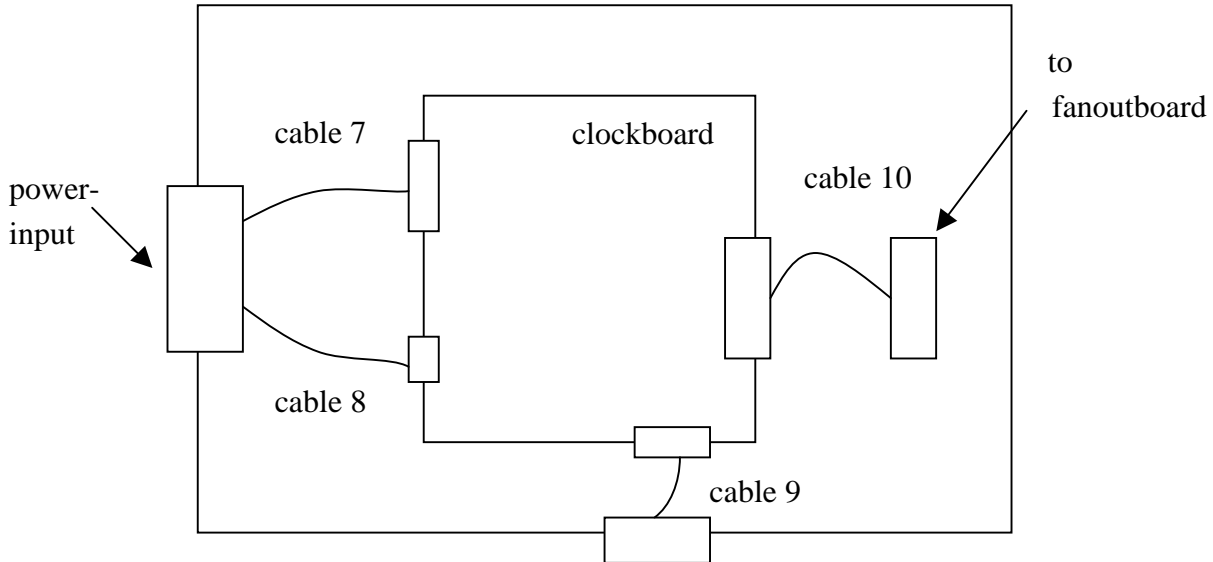 to
fanoutboard
cable 7
clockboard
cable 10
power-
input
cable 8
cable 9